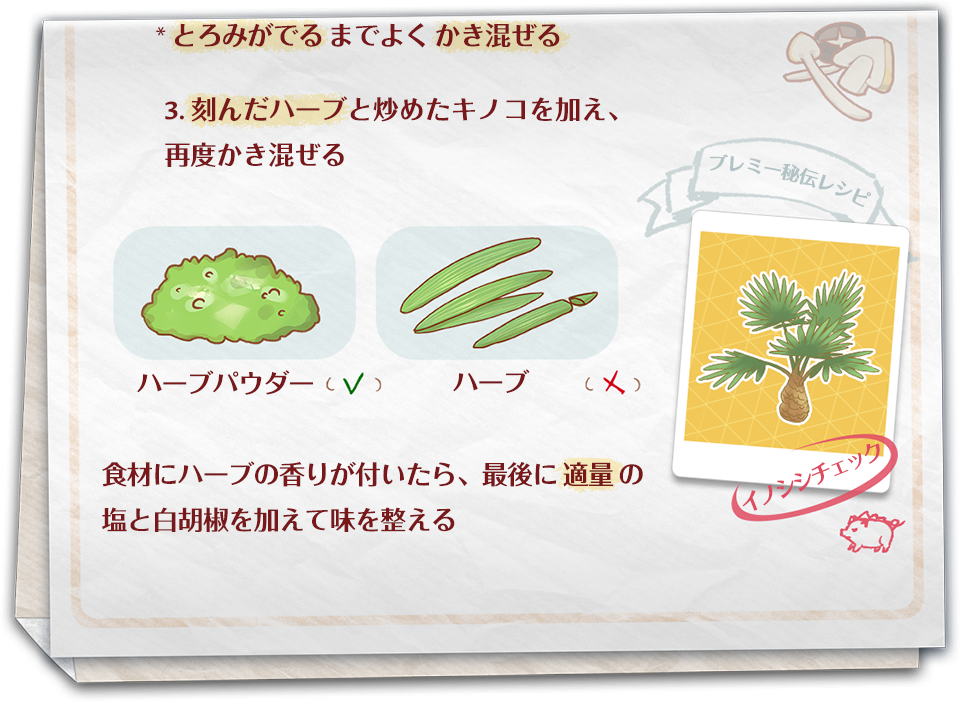 * とろみがでるまでよくかき混ぜる
3. 刻んだハーブと炒めたキノコを加え、
再度かき混ぜる
ブレミー秘伝レシピ
ハーブパウダー ( ✓ )
ハーブ ( ✕ )
食材にハーブの香りが付いたら、最後に適量の
塩と白胡椒を加えて味を整える
イノシシチェック